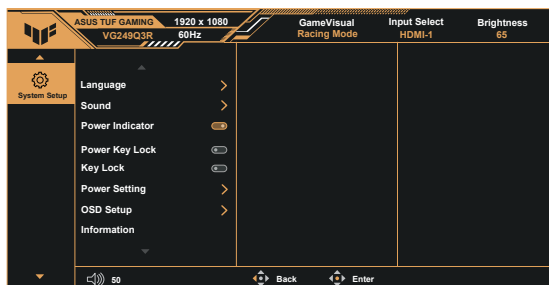 ASUS TUF GAMING 1920 x 1080 GameVisual Input Select Brightness
VG249Q3R 60Hz Racing Mode HDMI-1 65
System Setup
Language
Sound
Power Indicator
Power Key Lock
Key Lock
Power Setting
OSD Setup
Information
50 Back Enter